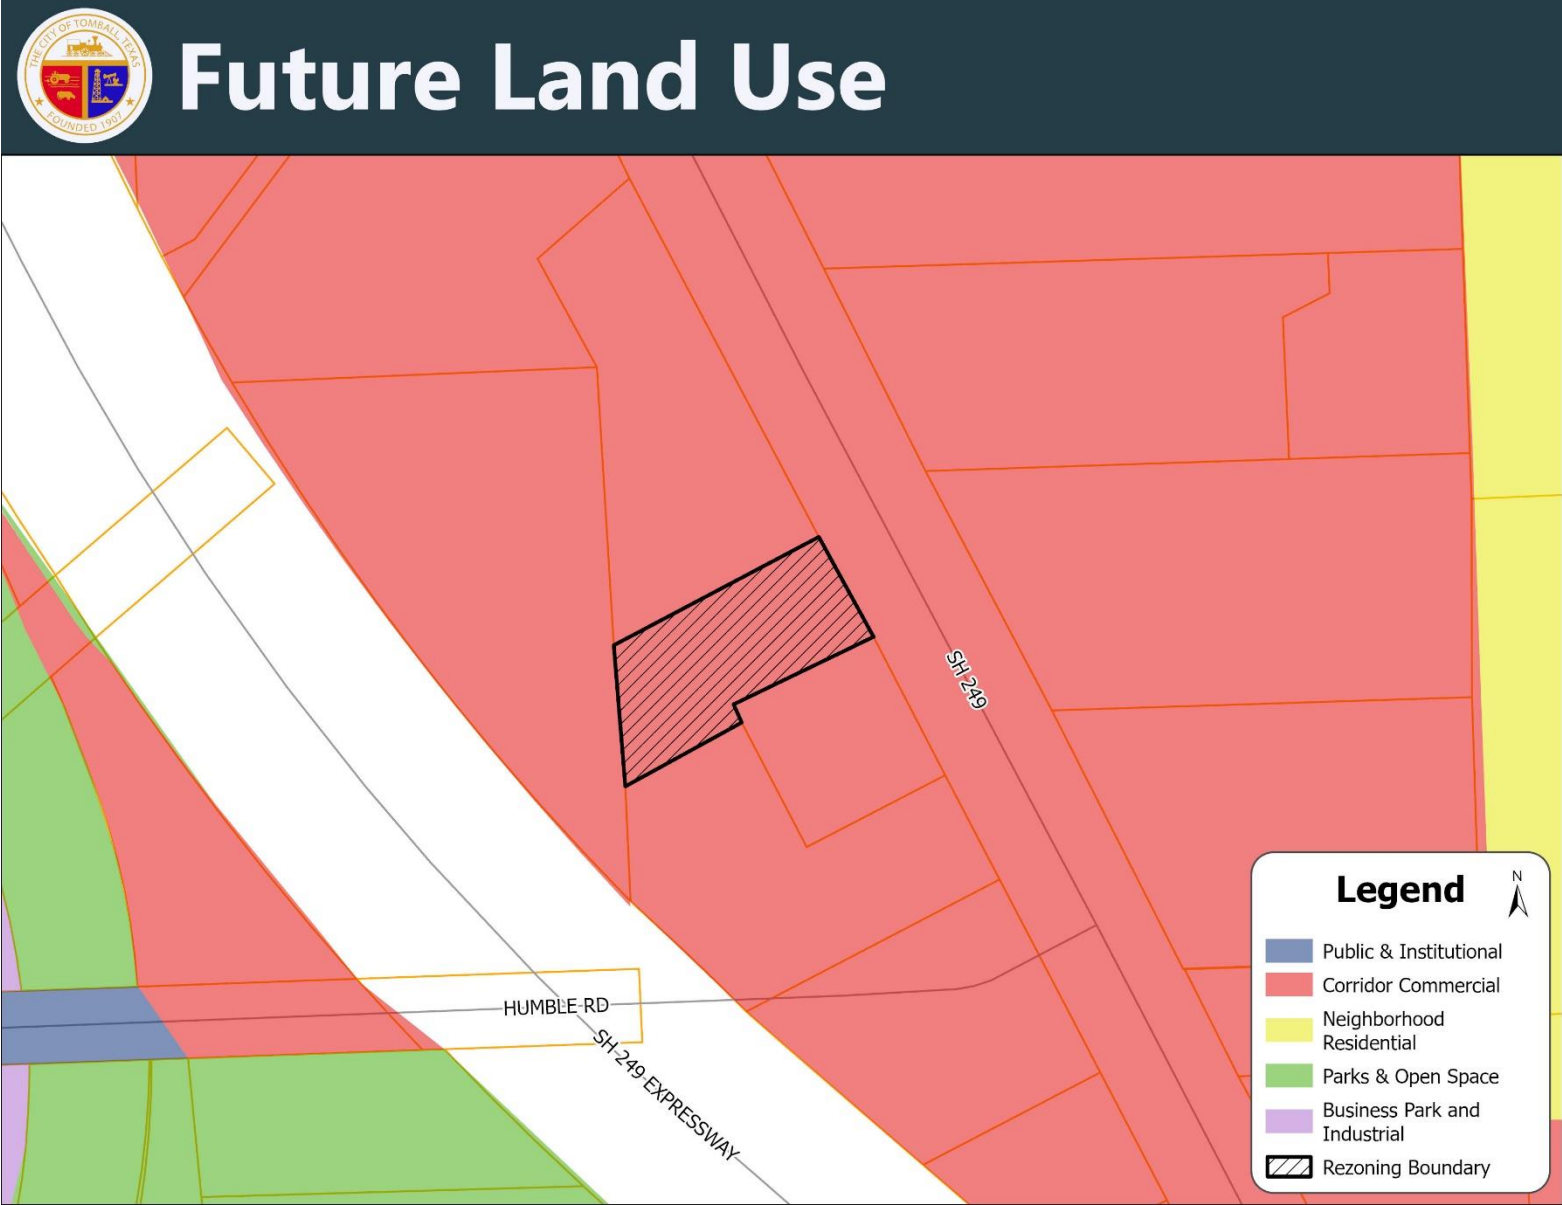 THE CITY OF TOMBALL, TEXAS
FOUNDED 1907
Future Land Use
SH 249
HUMBLE RD
SH 249 EXPRESSWAY
Legend
N
Public & Institutional
Corridor Commercial
Neighborhood
Residential
Parks & Open Space
Business Park and
Industrial
Rezoning Boundary